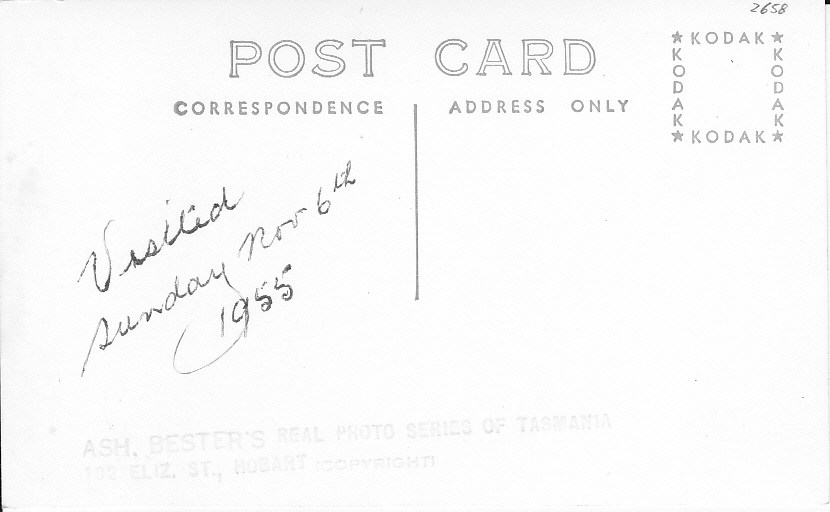 2658
POST CARD
★ KODAK ★
KODAK
KODAK
★ KODAK ★
CORRESPONDENCE
ADDRESS ONLY
Visited
Sunday Nov 6th
1955
ASH. BESTER'S REAL PHOTO SERIES OF TASMANIA
ELIZ. ST., HOBART (COPYRIGHT)